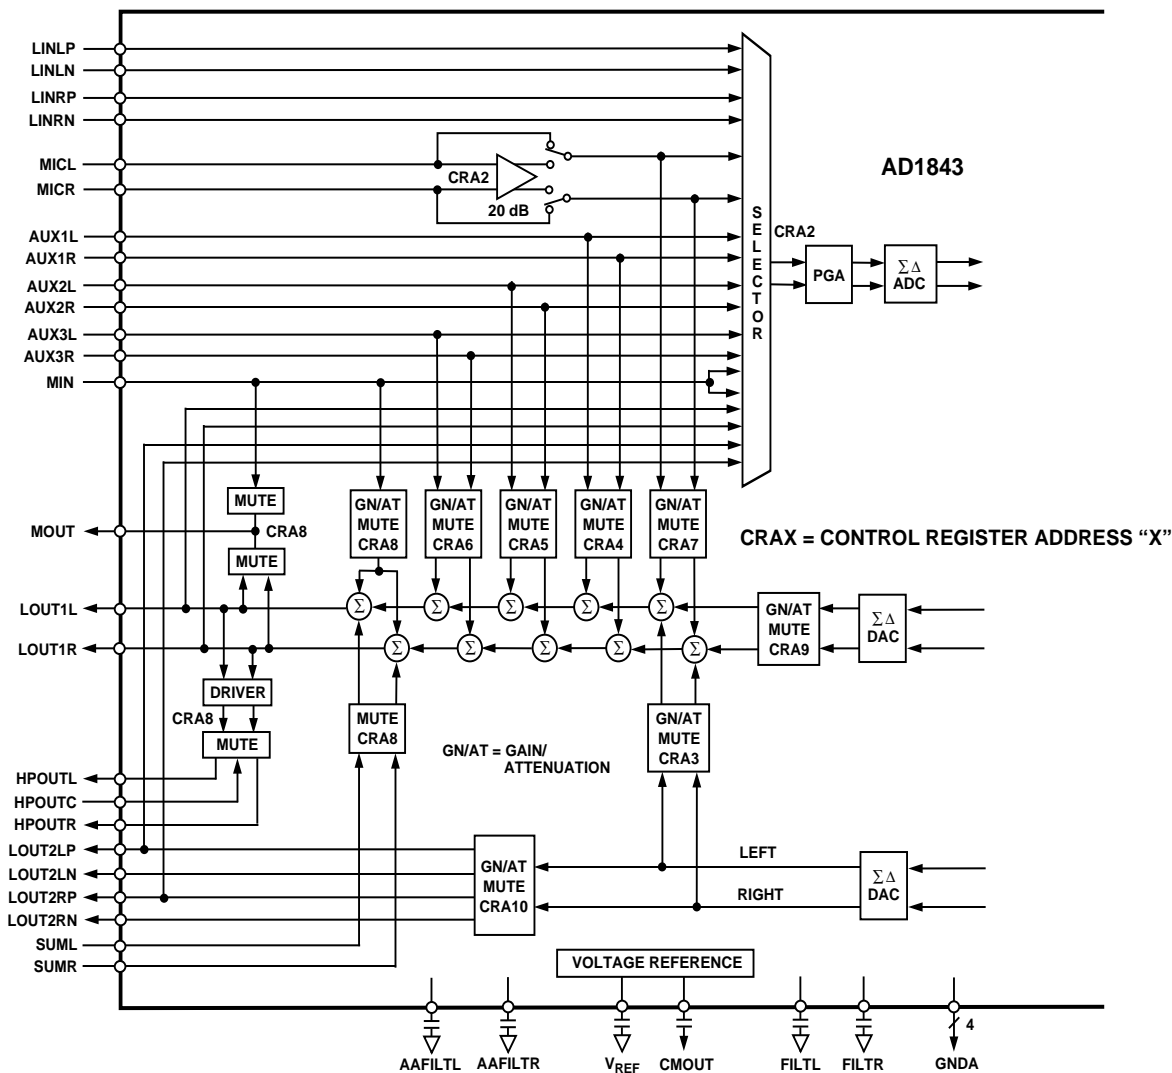 LINLP
LINLN
LINRP
LINRN
MICL
MICR
CRA2
20 dB
AD1843
AUX1L
AUX1R
AUX2L
AUX2R
AUX3L
AUX3R
MIN
SELECTOR
CRA2
PGA
Σ Δ
ADC
MUTE
MOUT
CRA8
MUTE
GN/AT
MUTE
CRA8
GN/AT
MUTE
CRA6
GN/AT
MUTE
CRA5
GN/AT
MUTE
CRA4
GN/AT
MUTE
CRA7
CRAX = CONTROL REGISTER ADDRESS “X”
LOUT1L
Σ
Σ
Σ
Σ
Σ
LOUT1R
Σ
Σ
Σ
Σ
Σ
GN/AT
MUTE
CRA9
Σ Δ
DAC
DRIVER
CRA8
MUTE
MUTE
CRA8
GN/AT = GAIN/
ATTENUATION
GN/AT
MUTE
CRA3
HPOUTL
HPOUTC
HPOUTR
LOUT2LP
LOUT2LN
LOUT2RP
LOUT2RN
SUML
SUMR
GN/AT
MUTE
CRA10
LEFT
RIGHT
Σ Δ
DAC
VOLTAGE REFERENCE
4
AAFILTL
AAFILTR
VREF
CMOUT
FILTL
FILTR
GNDA